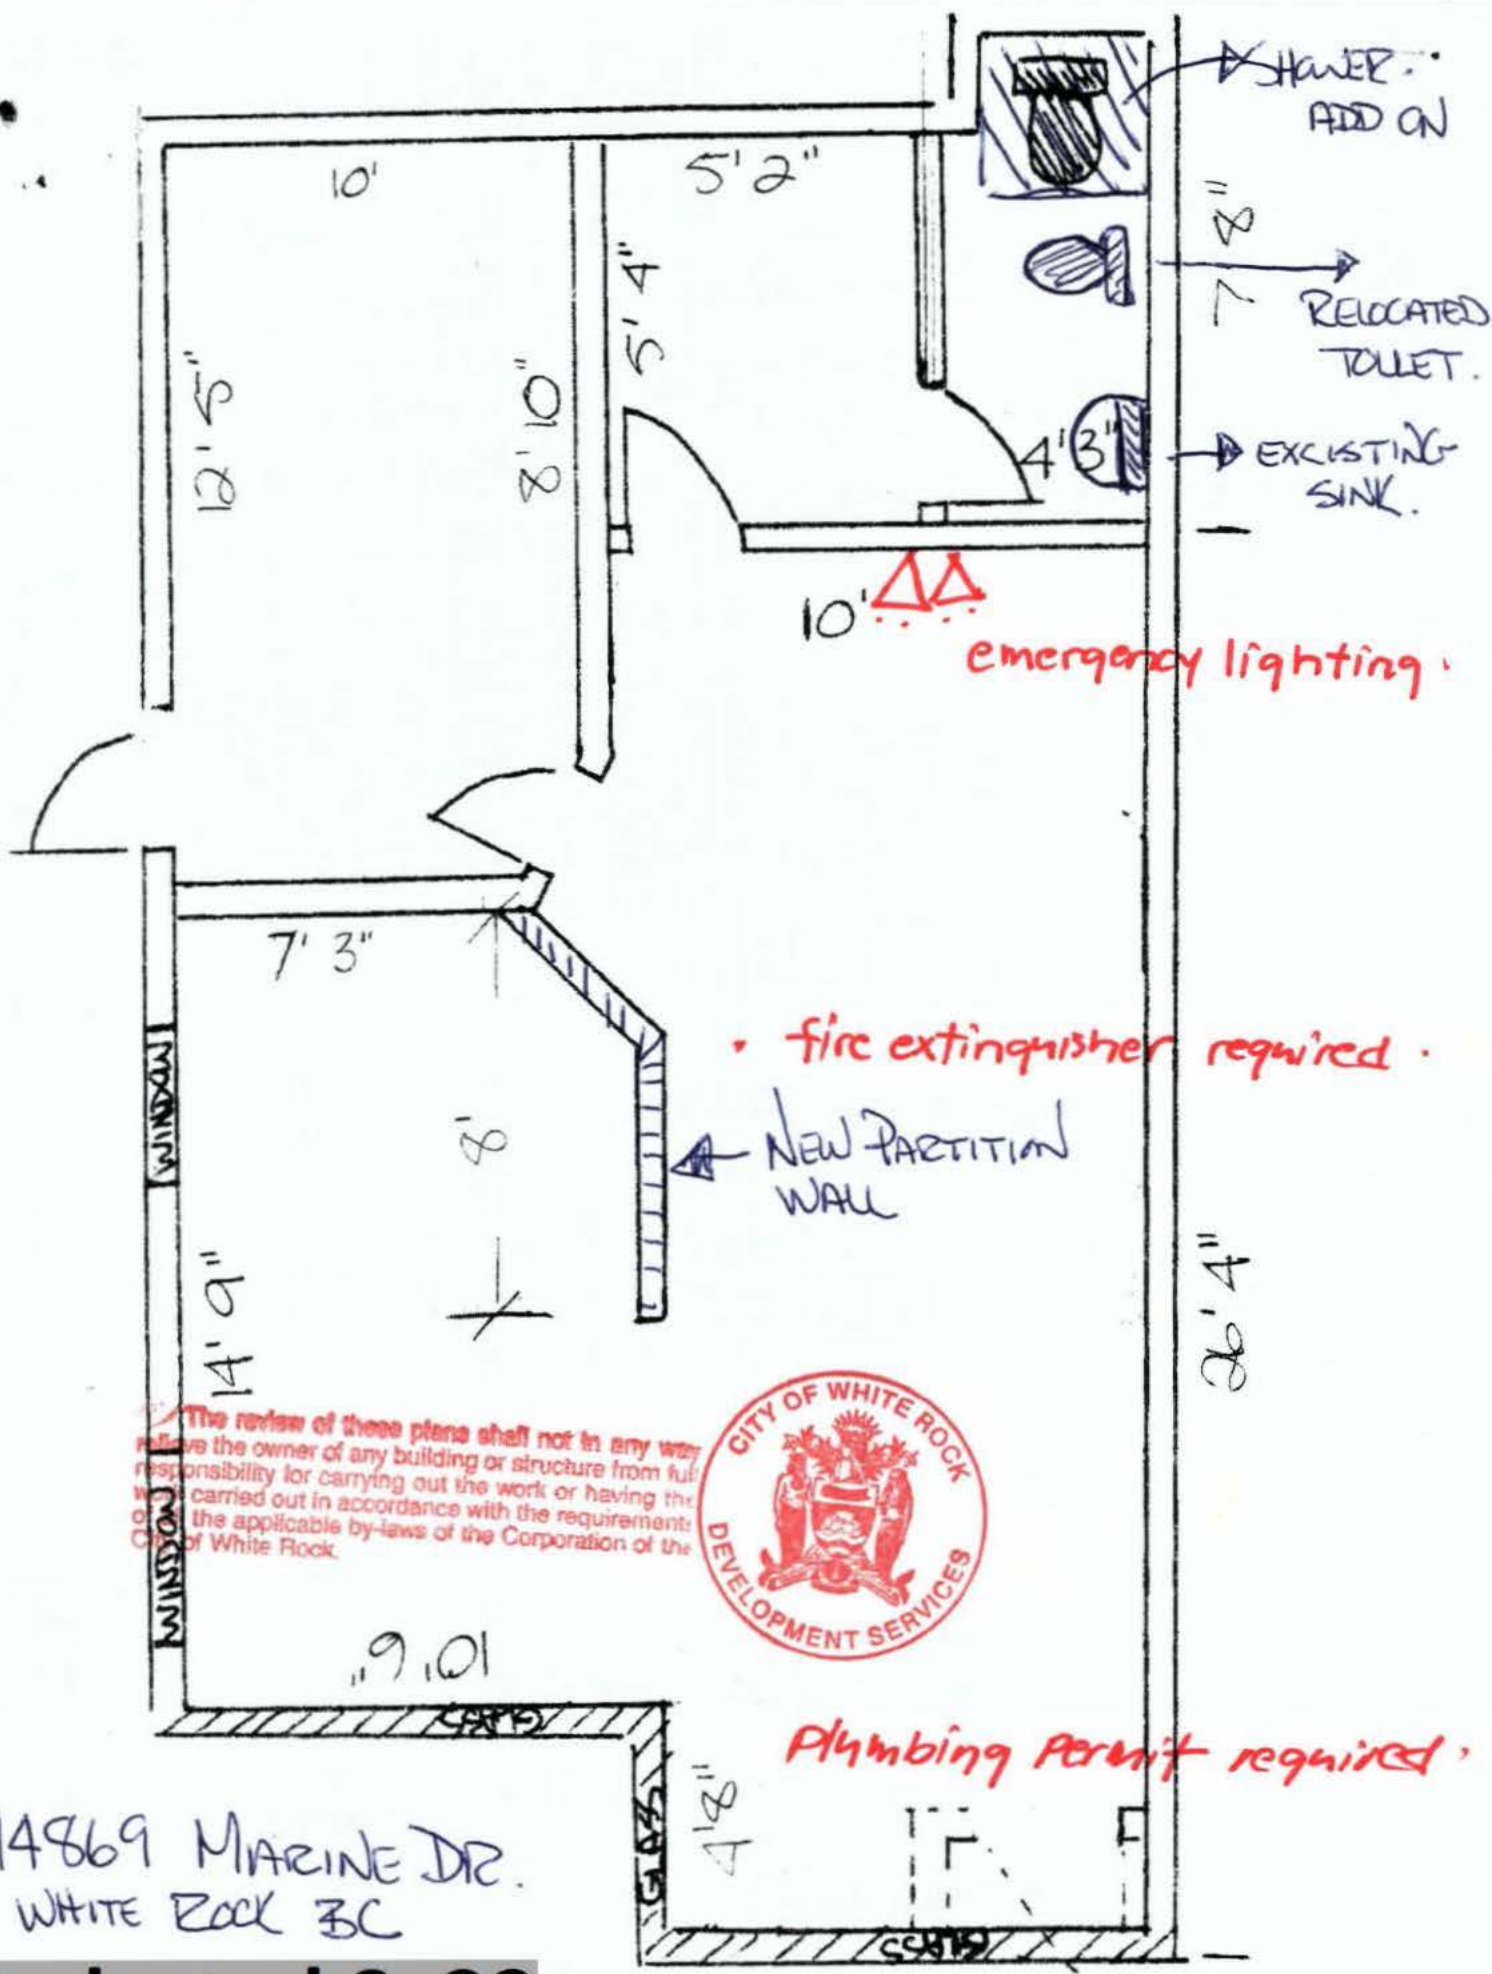 SHOWER
ADD ON
10'
5'2"
7'8"
5'4"
RELOCATED
TOLLET.
12'5"
8'10"
4'3"
EXCISTING
SINK.
10'
emergency lighting.
7'3"
fire extinguisher required.
WINDOW
8'
NEW PARTITION
WALL
14'9"
26'4"
The review of these plans shall not in any way
relieve the owner of any building or structure from full
responsibility for carrying out the work or having the
work carried out in accordance with the requirements
of the applicable by-laws of the Corporation of the
City of White Rock.
CITY OF WHITE ROCK
DEVELOPMENT SERVICES
WINDOW
10'6"
GLASS
Plumbing Permit required.
4'8"
GLASS
14869 MARINE DR.
WHITE ROCK BC
GLASS